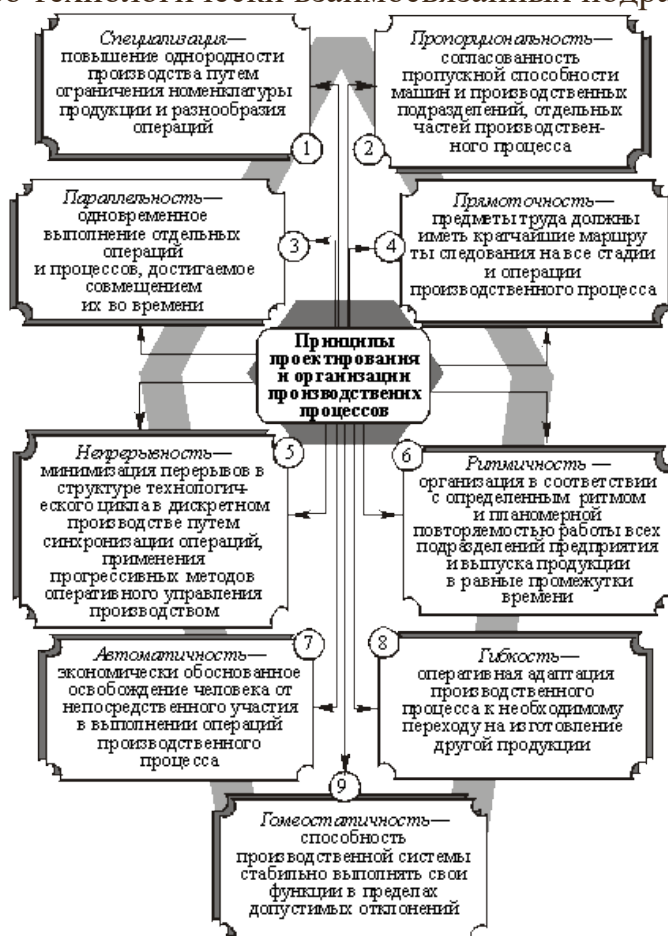 технологически взаимосвязанных
Специализация—
повышение однородности
производства путем
ограничения номенклатуры
продукции и разнообразия
операций
1
Пропорциональность—
согласованность
пропускной способности
машин и производственных
подразделений, отдельных
частей производствен-
ного процесса
2
Параллельность—
одновременное
выполнение отдельных
операций
и процессов, достигаемое
совмещением
их во времени
3
Прямоточность—
предметы труда должны
иметь кратчайшие маршру
ты следования на все стадии
и операции
производственного процесса
4
Принципы
проектирования
и организации
производствених
процессов
5
Непрерывность—
минимизация перерывов в
структуре технологич-
еского цикла в дискретном
производстве путем
синхронизации операций,
применения
прогрессивных методов
оперативного управления
производством
6
Ритмичность —
организация в соответствии
с определенным ритмом
и планомерной
повторяемостью работы всех
подразделений предприятия
и выпуска продукции
в равные промежутки
времени
7
Автоматичность—
экономически обоснованное
освобождение человека от
непосредственного участия
в выполнении операций
производственного
процесса
8
Гибкость—
оперативная адаптация
производственного
процесса к необходимому
переходу на изготовление
другой продукции
9
Гомеостатичность—
способность
производственной системы
стабильно выполнять свои
функции в пределах
допустимых отклонений